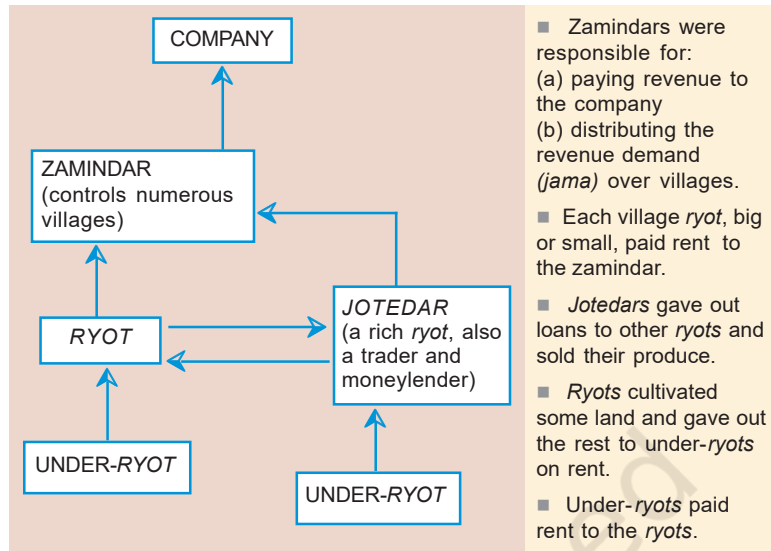 COMPANY
ZAMINDAR
(controls numerous
villages)
RYOT
JOTEDAR
(a rich ryot, also
a trader and
moneylender)
UNDER-RYOT
UNDER-RYOT
■ Zamindars were
responsible for:
(a) paying revenue to
the company
(b) distributing the
revenue demand
(jama) over villages.
■ Each village ryot, big
or small, paid rent to
the zamindar.
■ Jotedars gave out
loans to other ryots and
sold their produce.
■ Ryots cultivated
some land and gave out
the rest to under-ryots
on rent.
■ Under-ryots paid
rent to the ryots.